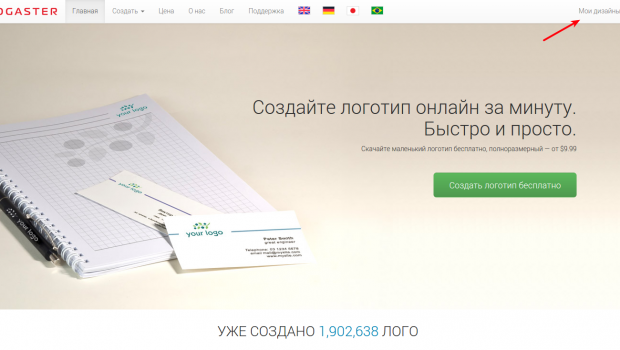 OGASTER
Главная
Создать
Цена
О нас
Блог
Поддержка
Мои дизайны
Создайте логотип онлайн за минуту.
Быстро и просто.
Скачайте маленький логотип бесплатно, полноразмерный — от $9.99
Создать логотип бесплатно
your logo
your logo
your logo
Peter Smith
great engineer
УЖЕ СОЗДАНО 1,902,638 ЛОГО